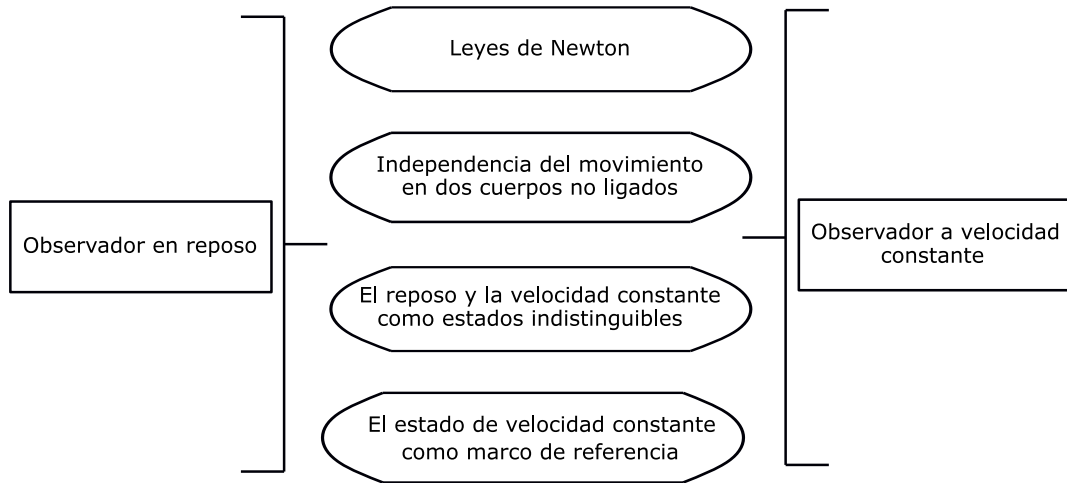 Leyes de Newton
Independencia del movimiento
en dos cuerpos no ligados
Observador en reposo
Observador a velocidad
constante
El reposo y la velocidad constante
como estados indistinguibles
El estado de velocidad constante
como marco de referencia